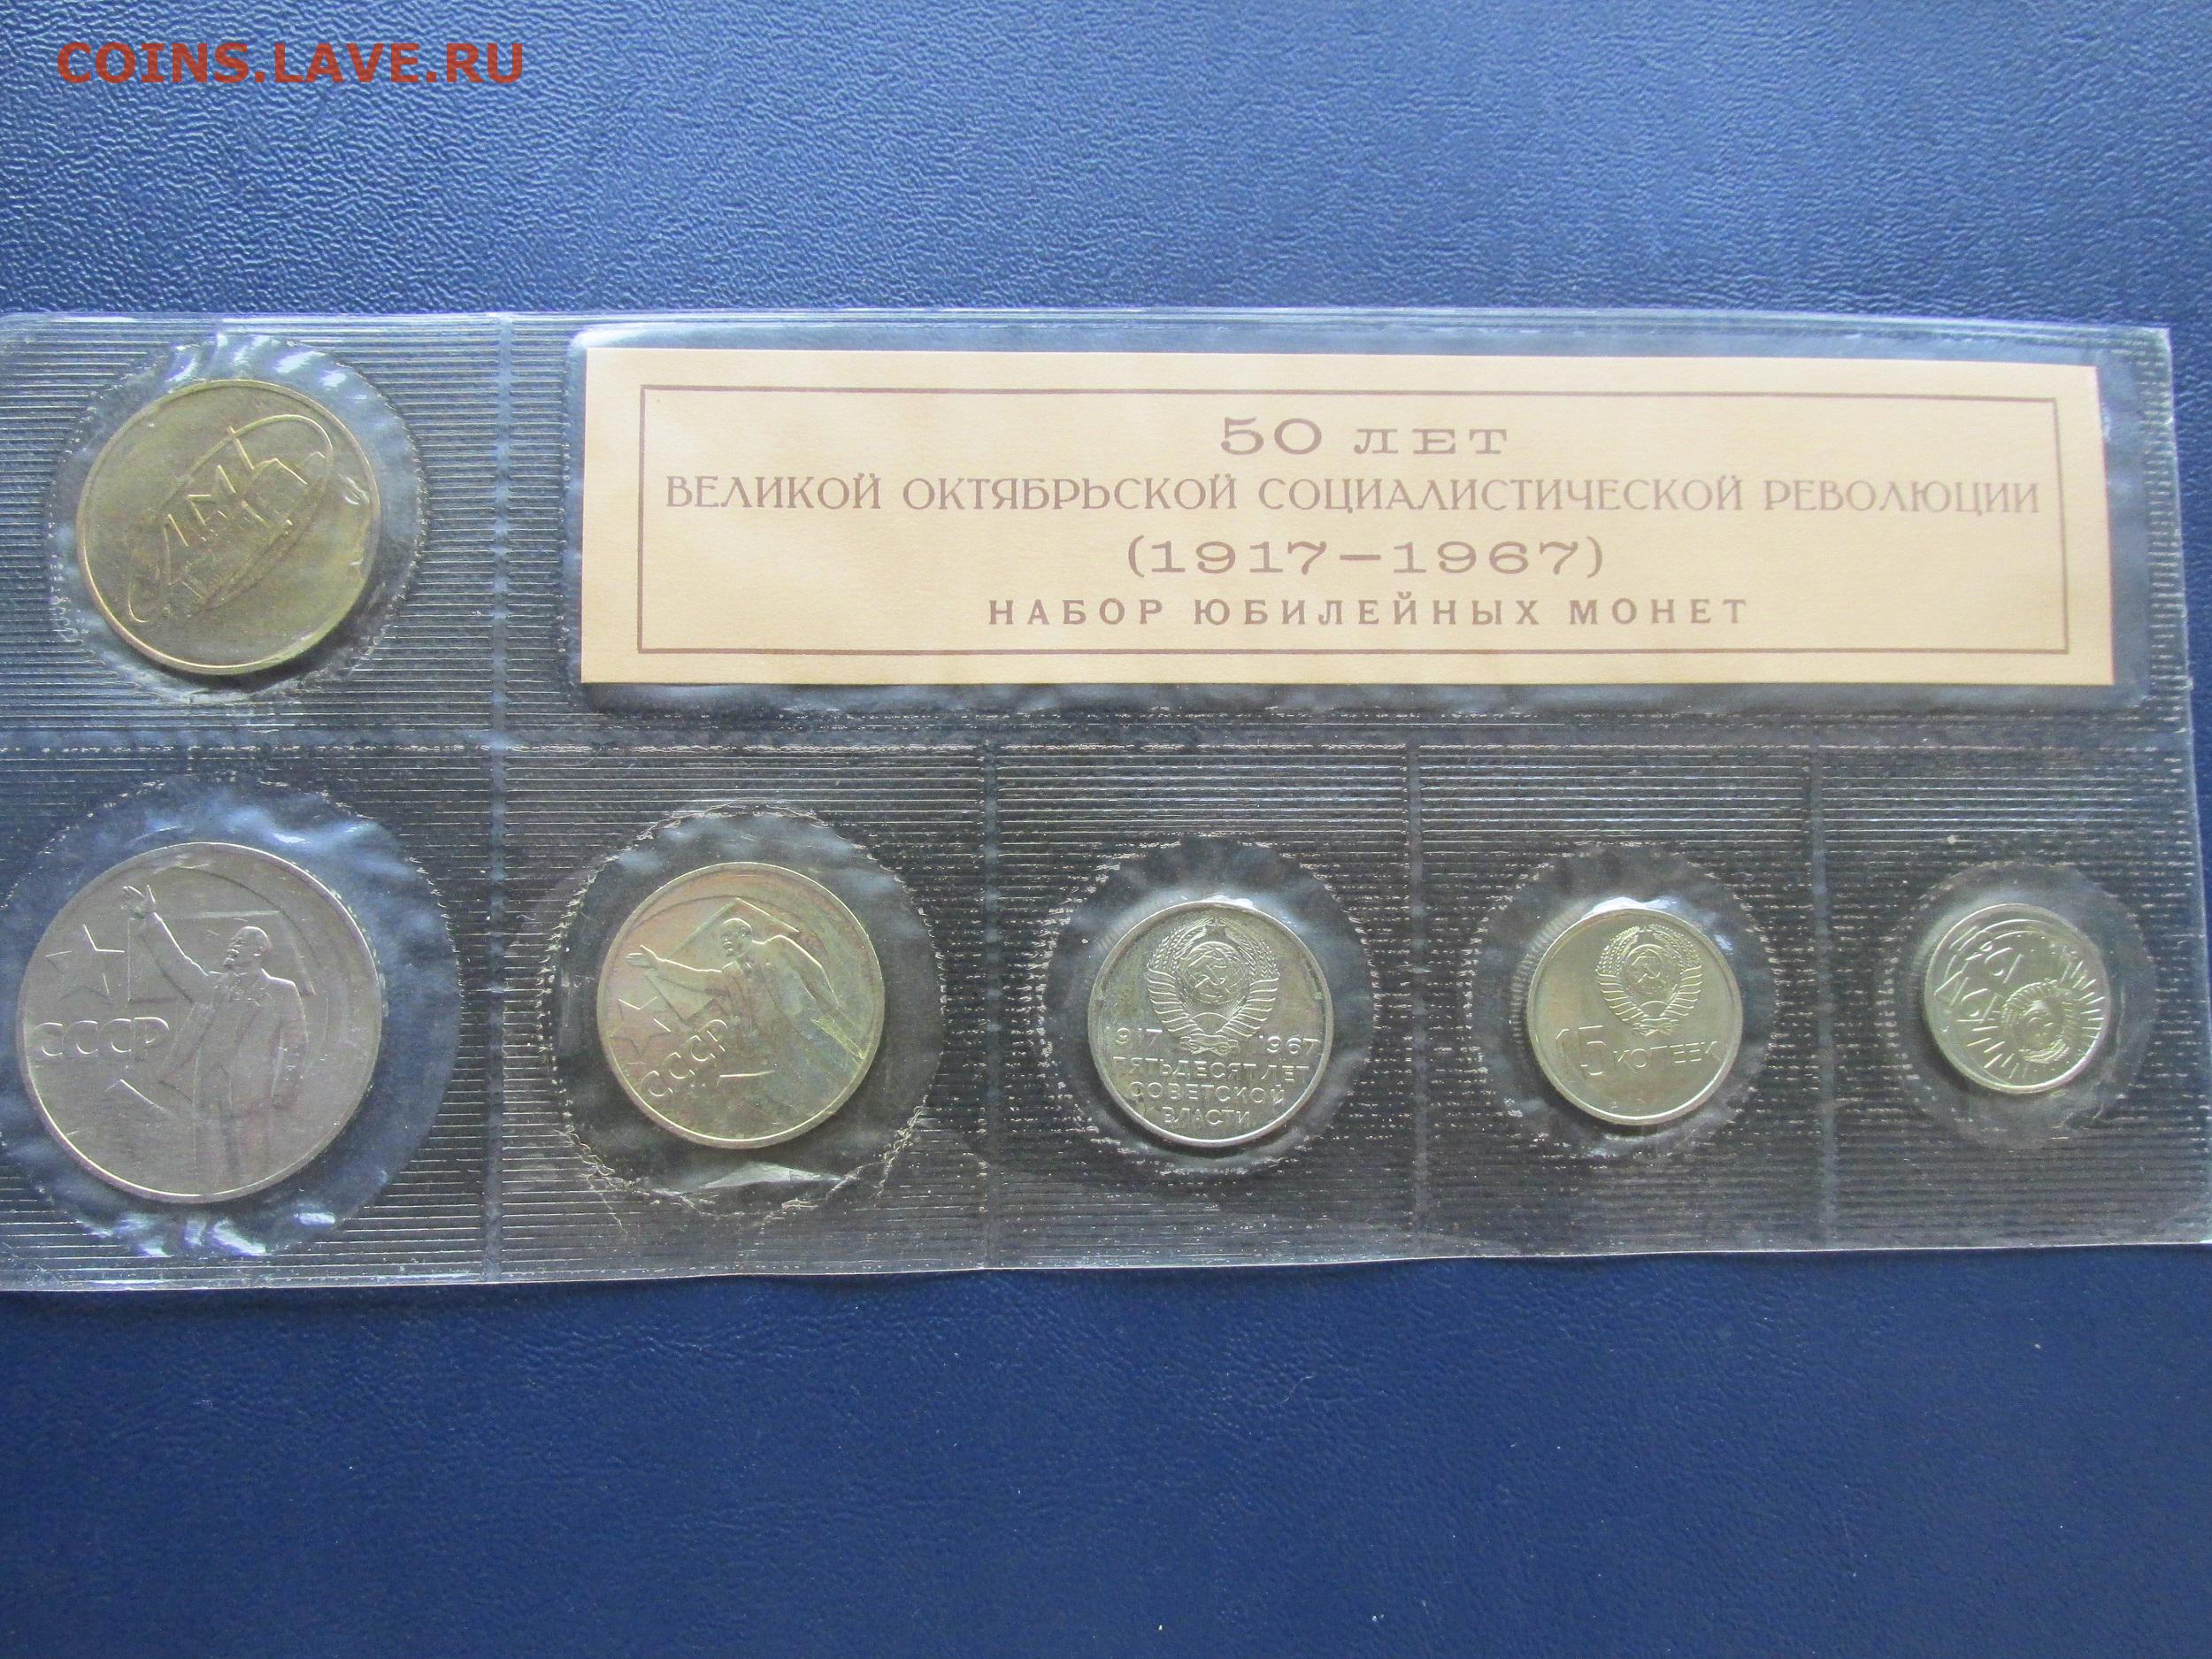 COINS.LAVE.RU
50 ЛЕТ
ВЕЛИКОЙ ОКТЯБРЬСКОЙ СОЦИАЛИСТИЧЕСКОЙ РЕВОЛЮЦИИ
(1917–1967)
НАБОР ЮБИЛЕЙНЫХ МОНЕТ
СССР
СССР
1917 1967
ПЯТЬДЕСЯТ ЛЕТ
СОВЕТСКОЙ
ВЛАСТИ
15 КОПЕЕК